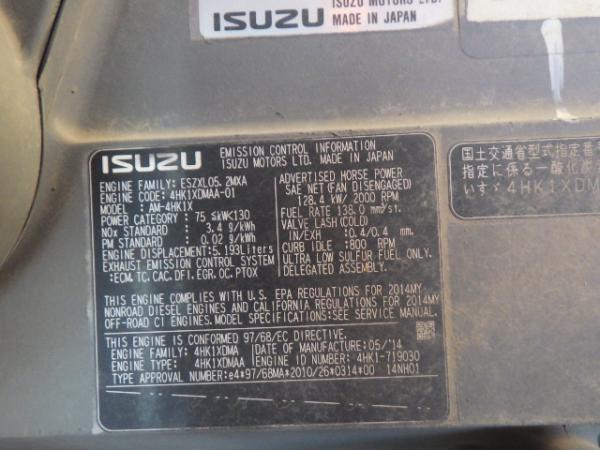 ISUZU
ISUZU MOTORS LTD.
MADE IN JAPAN
ISUZU
EMISSION CONTROL INFORMATION
ISUZU MOTORS LTD. MADE IN JAPAN
ENGINE FAMILY: ESZXL05.2MXA
ENGINE CODE: 4HK1XDMAA-01
MODEL : AM-4HK1X
POWER CATEGORY : 75≤kW<130
NOx STANDARD : 3.4 g/kWh
PM STANDARD : 0.02 g/kWh
ENGINE DISPLACEMENT:5.193Liters
EXHAUST EMISSION CONTROL SYSTEM
:ECM,TC,CAC,DFI,EGR,OC,PTOX
ADVERTISED HORSE POWER
SAE NET(FAN DISENGAGED)
128.4 kW/ 2000 RPM
FUEL RATE 138.0 mm³/st.
VALVE LASH(COLD)
IN/EXH :0.4/0.4 mm.
CURB IDLE :800 RPM
ULTRA LOW SULFUR FUEL ONLY.
DELEGATED ASSEMBLY.
THIS ENGINE COMPLIES WITH U.S. EPA REGULATIONS FOR 2014MY
NONROAD DIESEL ENGINES AND CALIFORNIA REGULATIONS FOR 2014MY
OFF-ROAD CI ENGINES. MODEL SPECIFICATIONS:SEE SERVICE MANUAL.
THIS ENGINE IS CONFORMED 97/68/EC DIRECTIVE.
ENGINE FAMILY: 4HK1XDMA DATE OF MANUFACTURE:05/'14
ENGINE TYPE: 4HK1XDMAA ENGINE ID NUMBER: 4HK1-719030
TYPE APPROVAL NUMBER:e4*97/68MA*2010/26*0314*00 14NH01
国土交通省型式指定番号
指定に係る一酸化炭
いす゛ 4HK1XDM